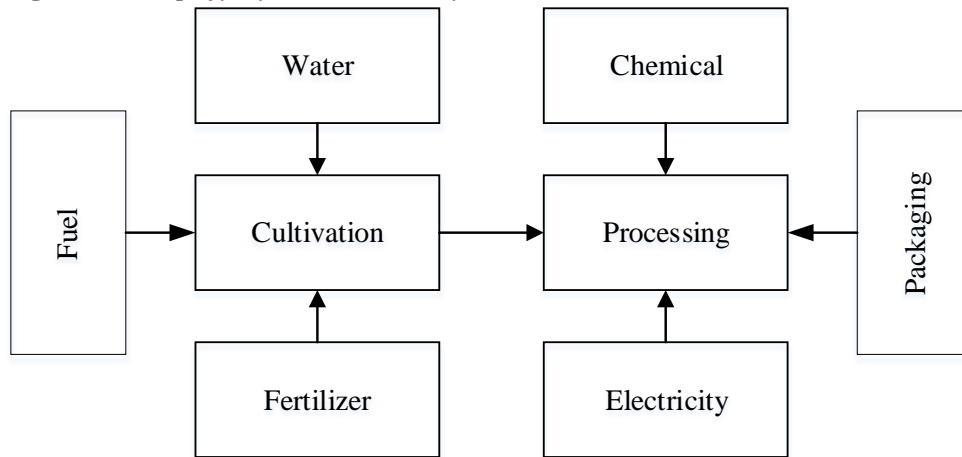 Water
Chemical
Fuel
Cultivation
Processing
Packaging
Fertilizer
Electricity